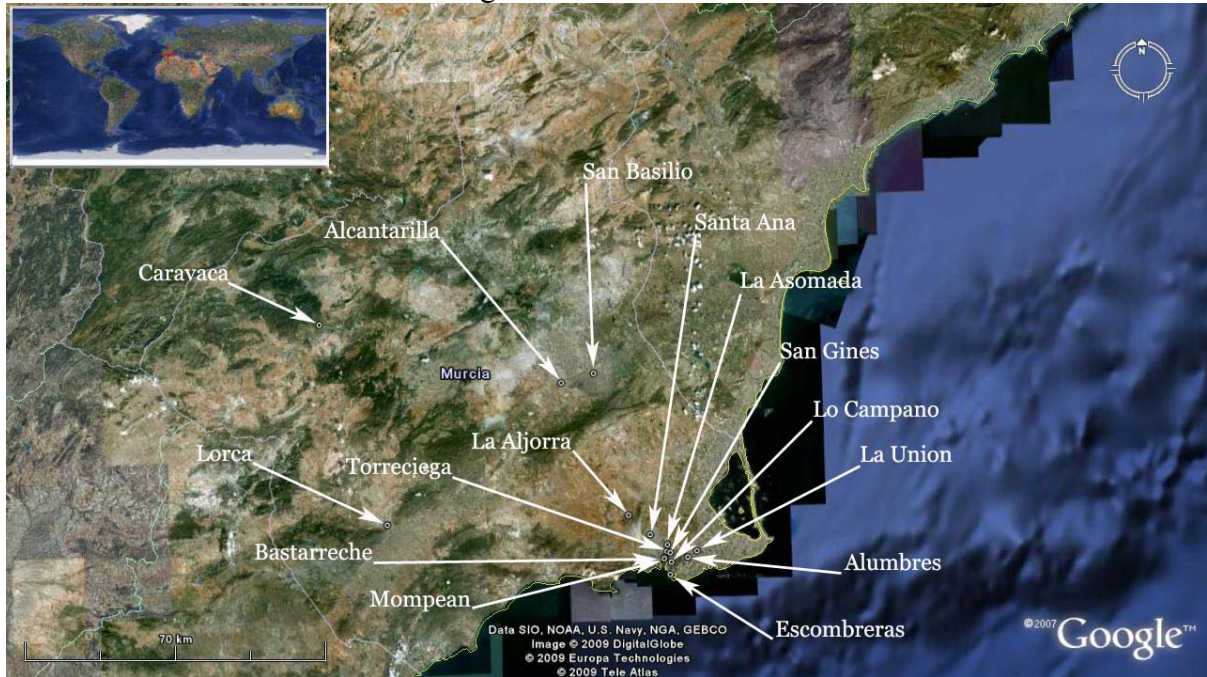 N
San Basilio
Santa Ana
Alcantarilla
Caravaca
La Asomada
San Gines
Murcia
Lo Campano
La Aljorra
La Union
Lorca
Torreciega
Bastarreche
Alumbres
Mompean
Escombreras
70 km
Data SIO, NOAA, U.S. Navy, NGA, GEBCO
Image © 2009 DigitalGlobe
© 2009 Europa Technologies
© 2009 Tele Atlas
©2007 Google™